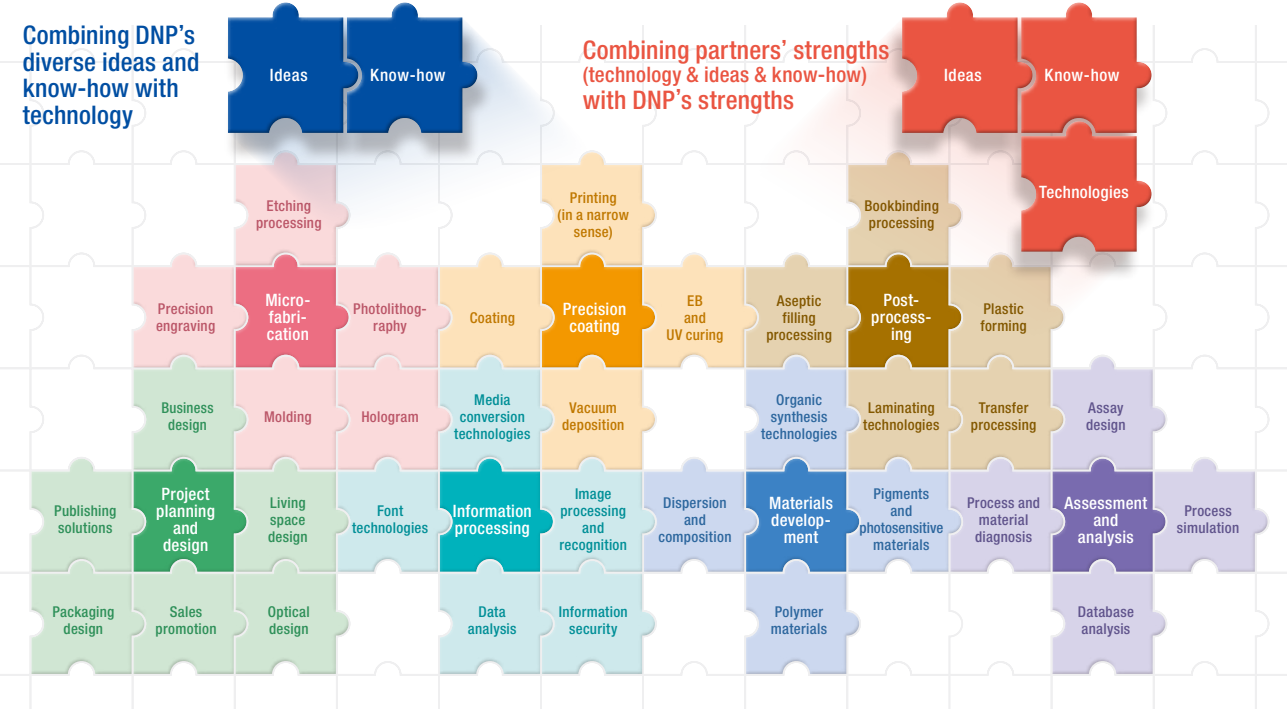 Combining DNP's
diverse ideas and
know-how with
technology
Ideas
Know-how
Combining partners' strengths
(technology & ideas & know-how)
with DNP's strengths
Ideas
Know-how
Technologies
Etching
processing
Printing
(in a narrow
sense)
Bookbinding
processing
Precision
engraving
Micro-
fabri-
cation
Photolithog-
raphy
Coating
Precision
coating
EB
and
UV curing
Aseptic
filling
processing
Post-
process-
ing
Plastic
forming
Business
design
Molding
Hologram
Media
conversion
technologies
Vacuum
deposition
Organic
synthesis
technologies
Laminating
technologies
Transfer
processing
Assay
design
Publishing
solutions
Project
planning
and
design
Living
space
design
Font
technologies
Information
processing
Image
processing
and
recognition
Dispersion
and
composition
Materials
develop-
ment
Pigments
and
photosensitive
materials
Process and
material
diagnosis
Assessment
and
analysis
Process
simulation
Packaging
design
Sales
promotion
Optical
design
Data
analysis
Information
security
Polymer
materials
Database
analysis